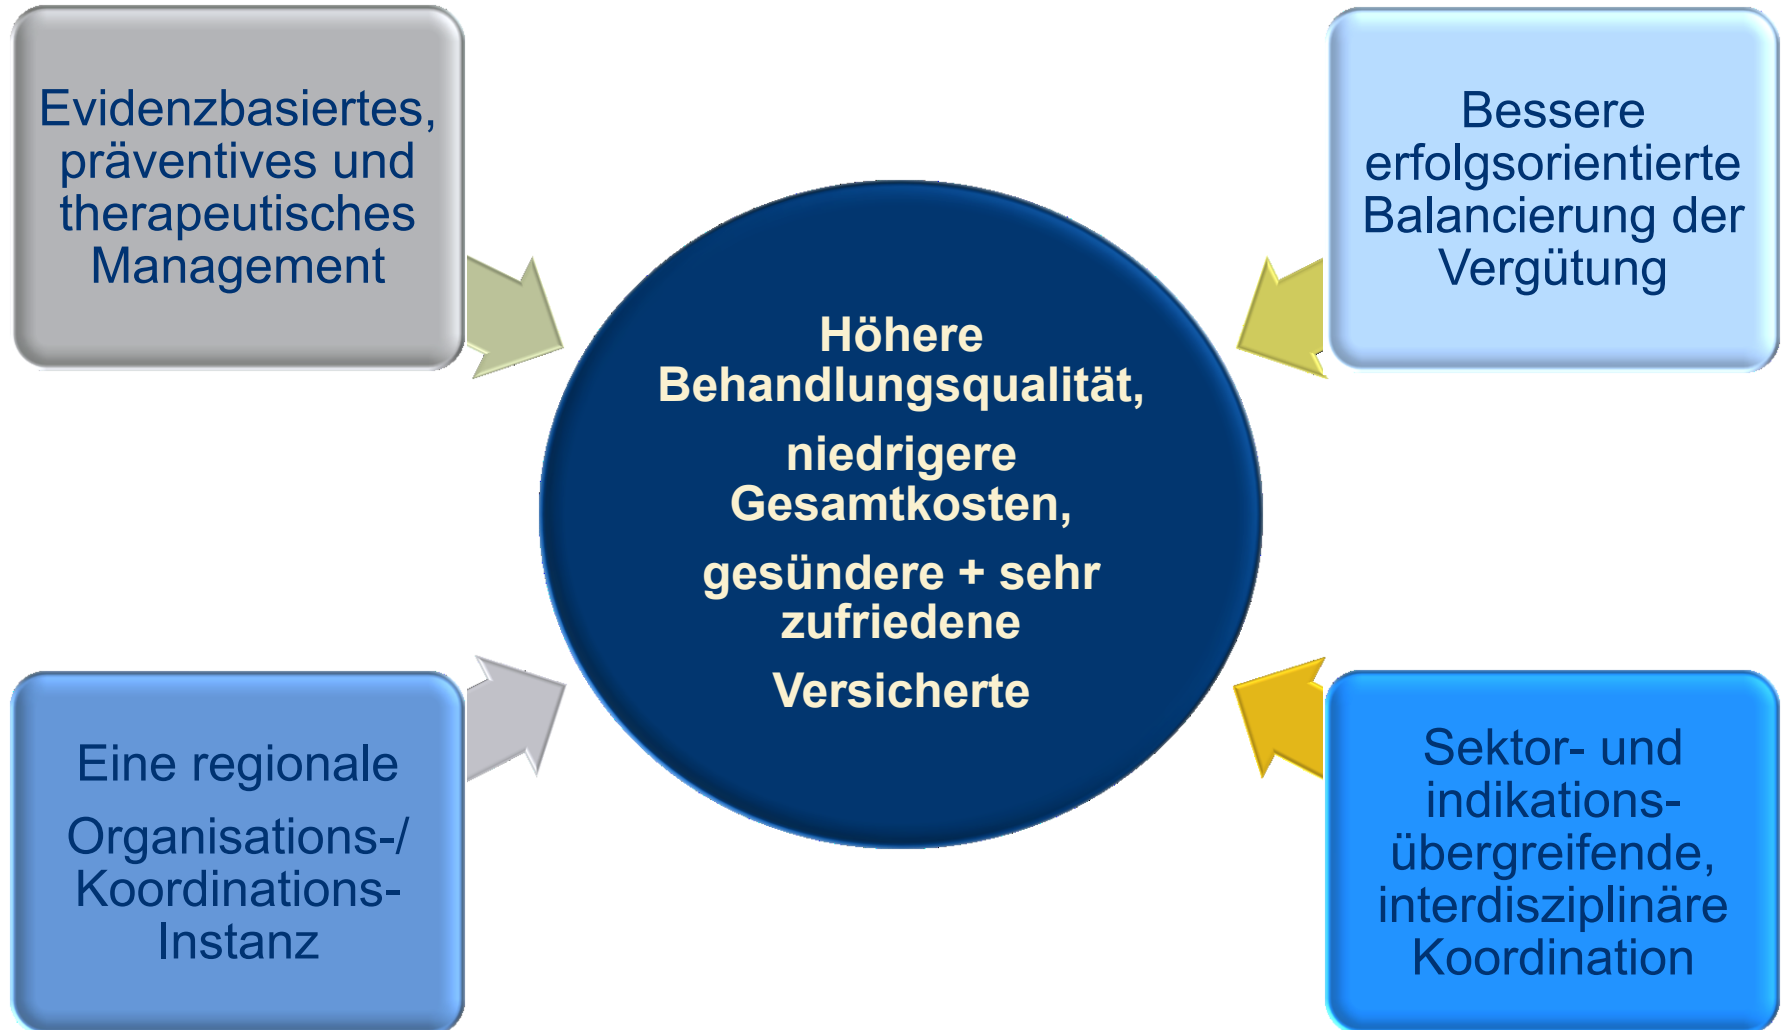 Evidenzbasiertes,
präventives und
therapeutisches
Management
Bessere
erfolgsorientierte
Balancierung der
Vergütung
Höhere
Behandlungsqualität,
niedrigere
Gesamtkosten,
gesündere + sehr
zufriedene
Versicherte
Eine regionale
Organisations-/
Koordinations-
Instanz
Sektor- und
indikations-
übergreifende,
interdisziplinäre
Koordination